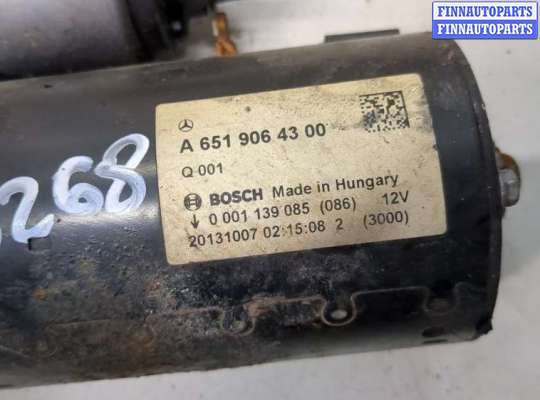 FINNAUTOPARTS
FINNAUTOPARTS
A 651 906 43 00
Q 001
BOSCH Made in Hungary
↓ 0 001 139 085 (086) 12V
20131007 02:15:08 2 (3000)
268